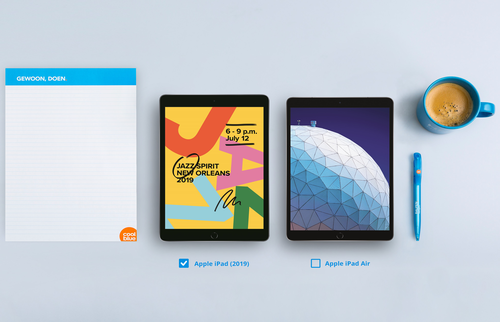 GEWOON, DOEN.
cool
blue
6 - 9 p.m.
July 12
JAZZ SPIRIT
NEW ORLEANS
2019
Apple iPad (2019)
Apple iPad Air